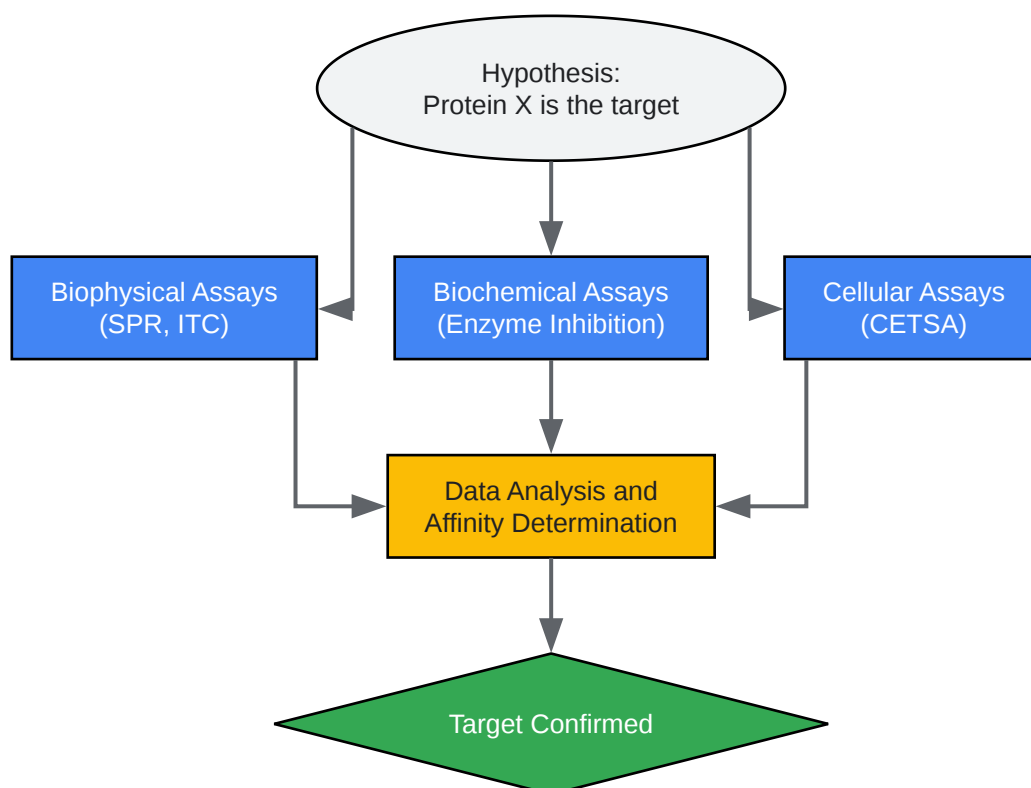 Hypothesis:
Protein X is the target
Biophysical Assays
(SPR, ITC)
Biochemical Assays
(Enzyme Inhibition)
Cellular Assays
(CETSA)
Data Analysis and
Affinity Determination
Target Confirmed